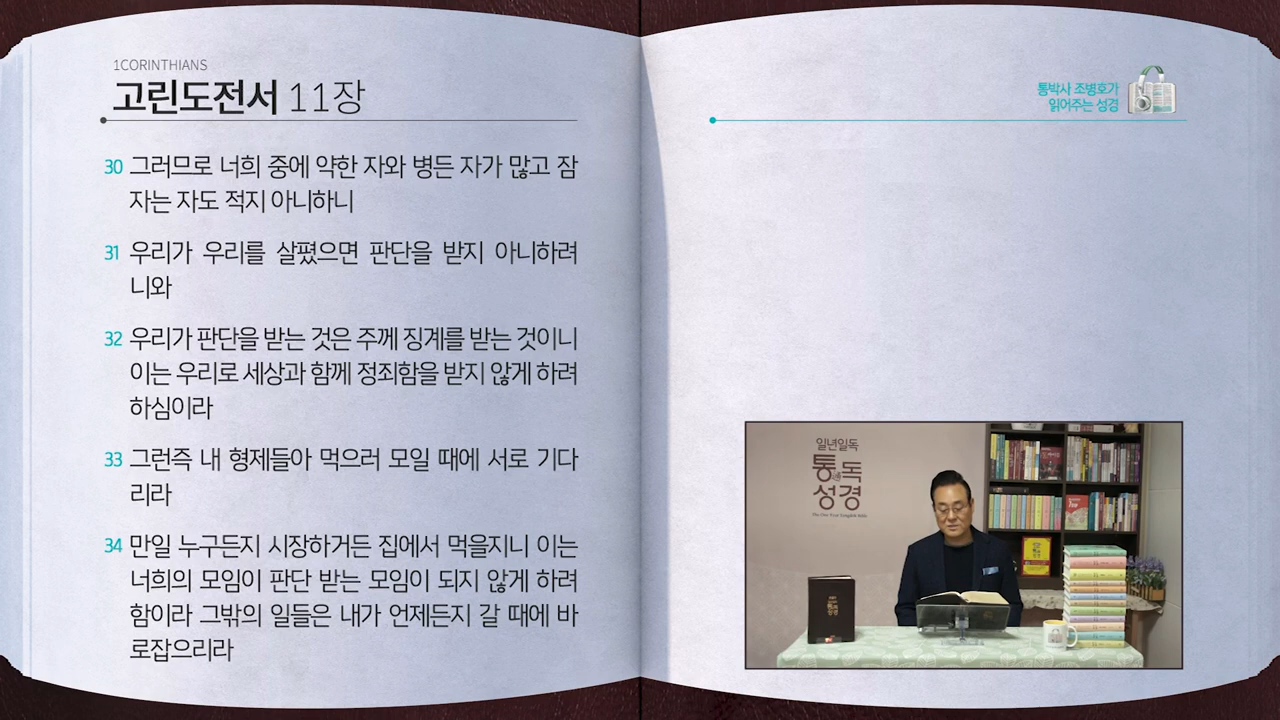 1CORINTHIANS
고린도전서 11장
30 그러므로 너희 중에 약한 자와 병든 자가 많고 잠
자는 자도 적지 아니하니
31 우리가 우리를 살폈으면 판단을 받지 아니하려
니와
32 우리가 판단을 받는 것은 주께 징계를 받는 것이니
이는 우리로 세상과 함께 정죄함을 받지 않게 하려
하심이라
33 그런즉 내 형제들아 먹으러 모일 때에 서로 기다
리라
34 만일 누구든지 시장하거든 집에서 먹을지니 이는
너희의 모임이 판단 받는 모임이 되지 않게 하려
함이라 그밖의 일들은 내가 언제든지 갈 때에 바
로잡으리라
통박사 조병호가
읽어주는 성경
일년일독
통通독
성경
The One Year Tongdok Bible
통독
성경